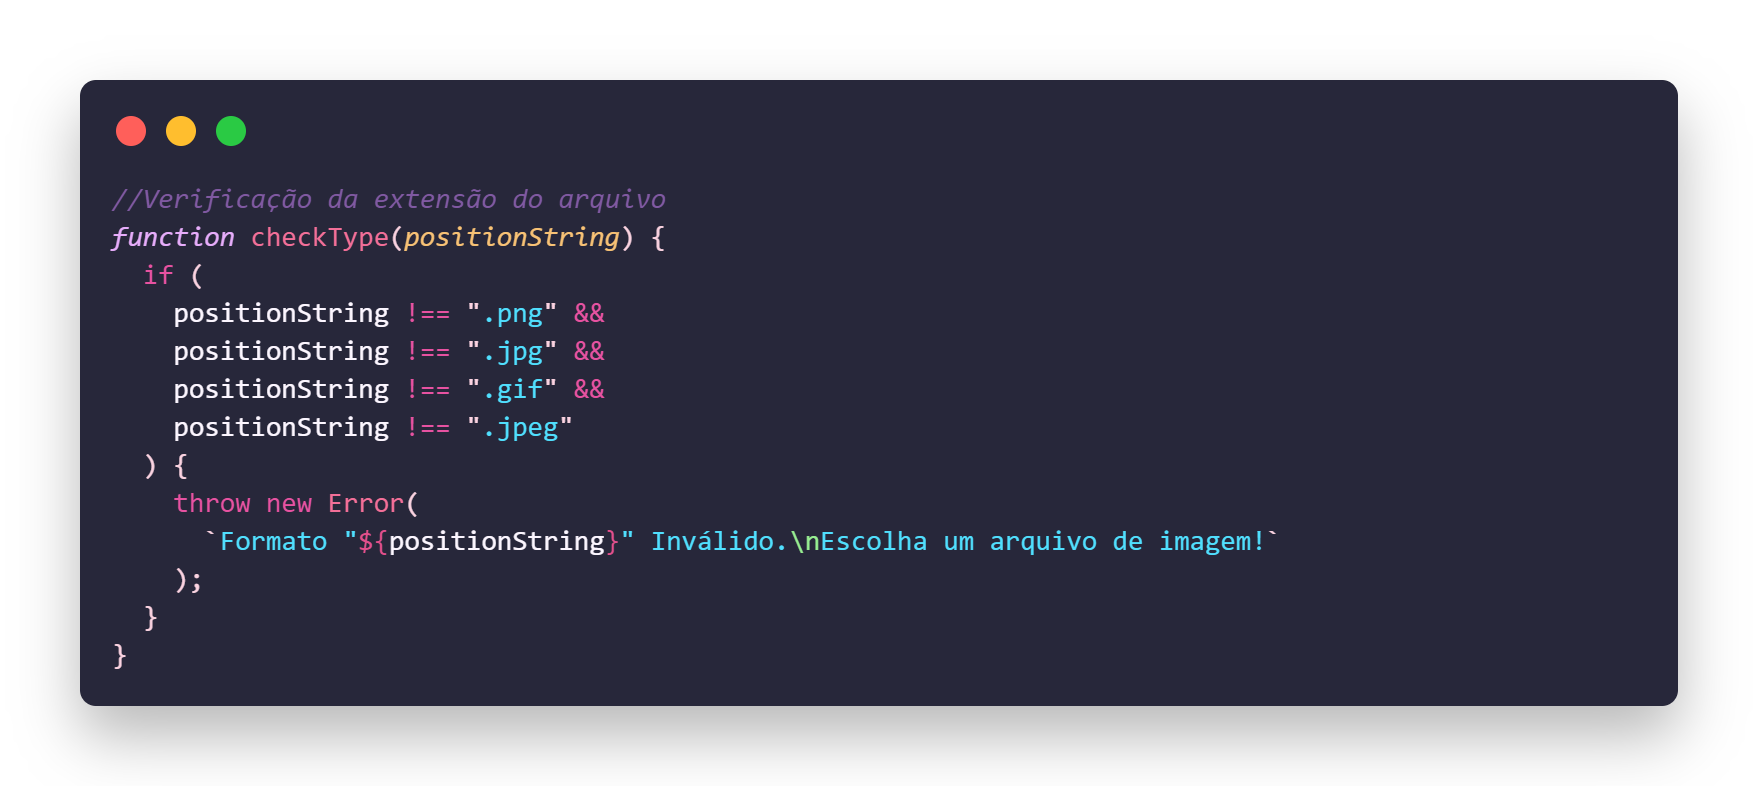 //Verificação da extensão do arquivo
function checkType(positionString) {
  if (
    positionString !== ".png" &&
    positionString !== ".jpg" &&
    positionString !== ".gif" &&
    positionString !== ".jpeg"
  ) {
    throw new Error(
      `Formato "${positionString}" Inválido.\nEscolha um arquivo de imagem!`
    );
  }
}